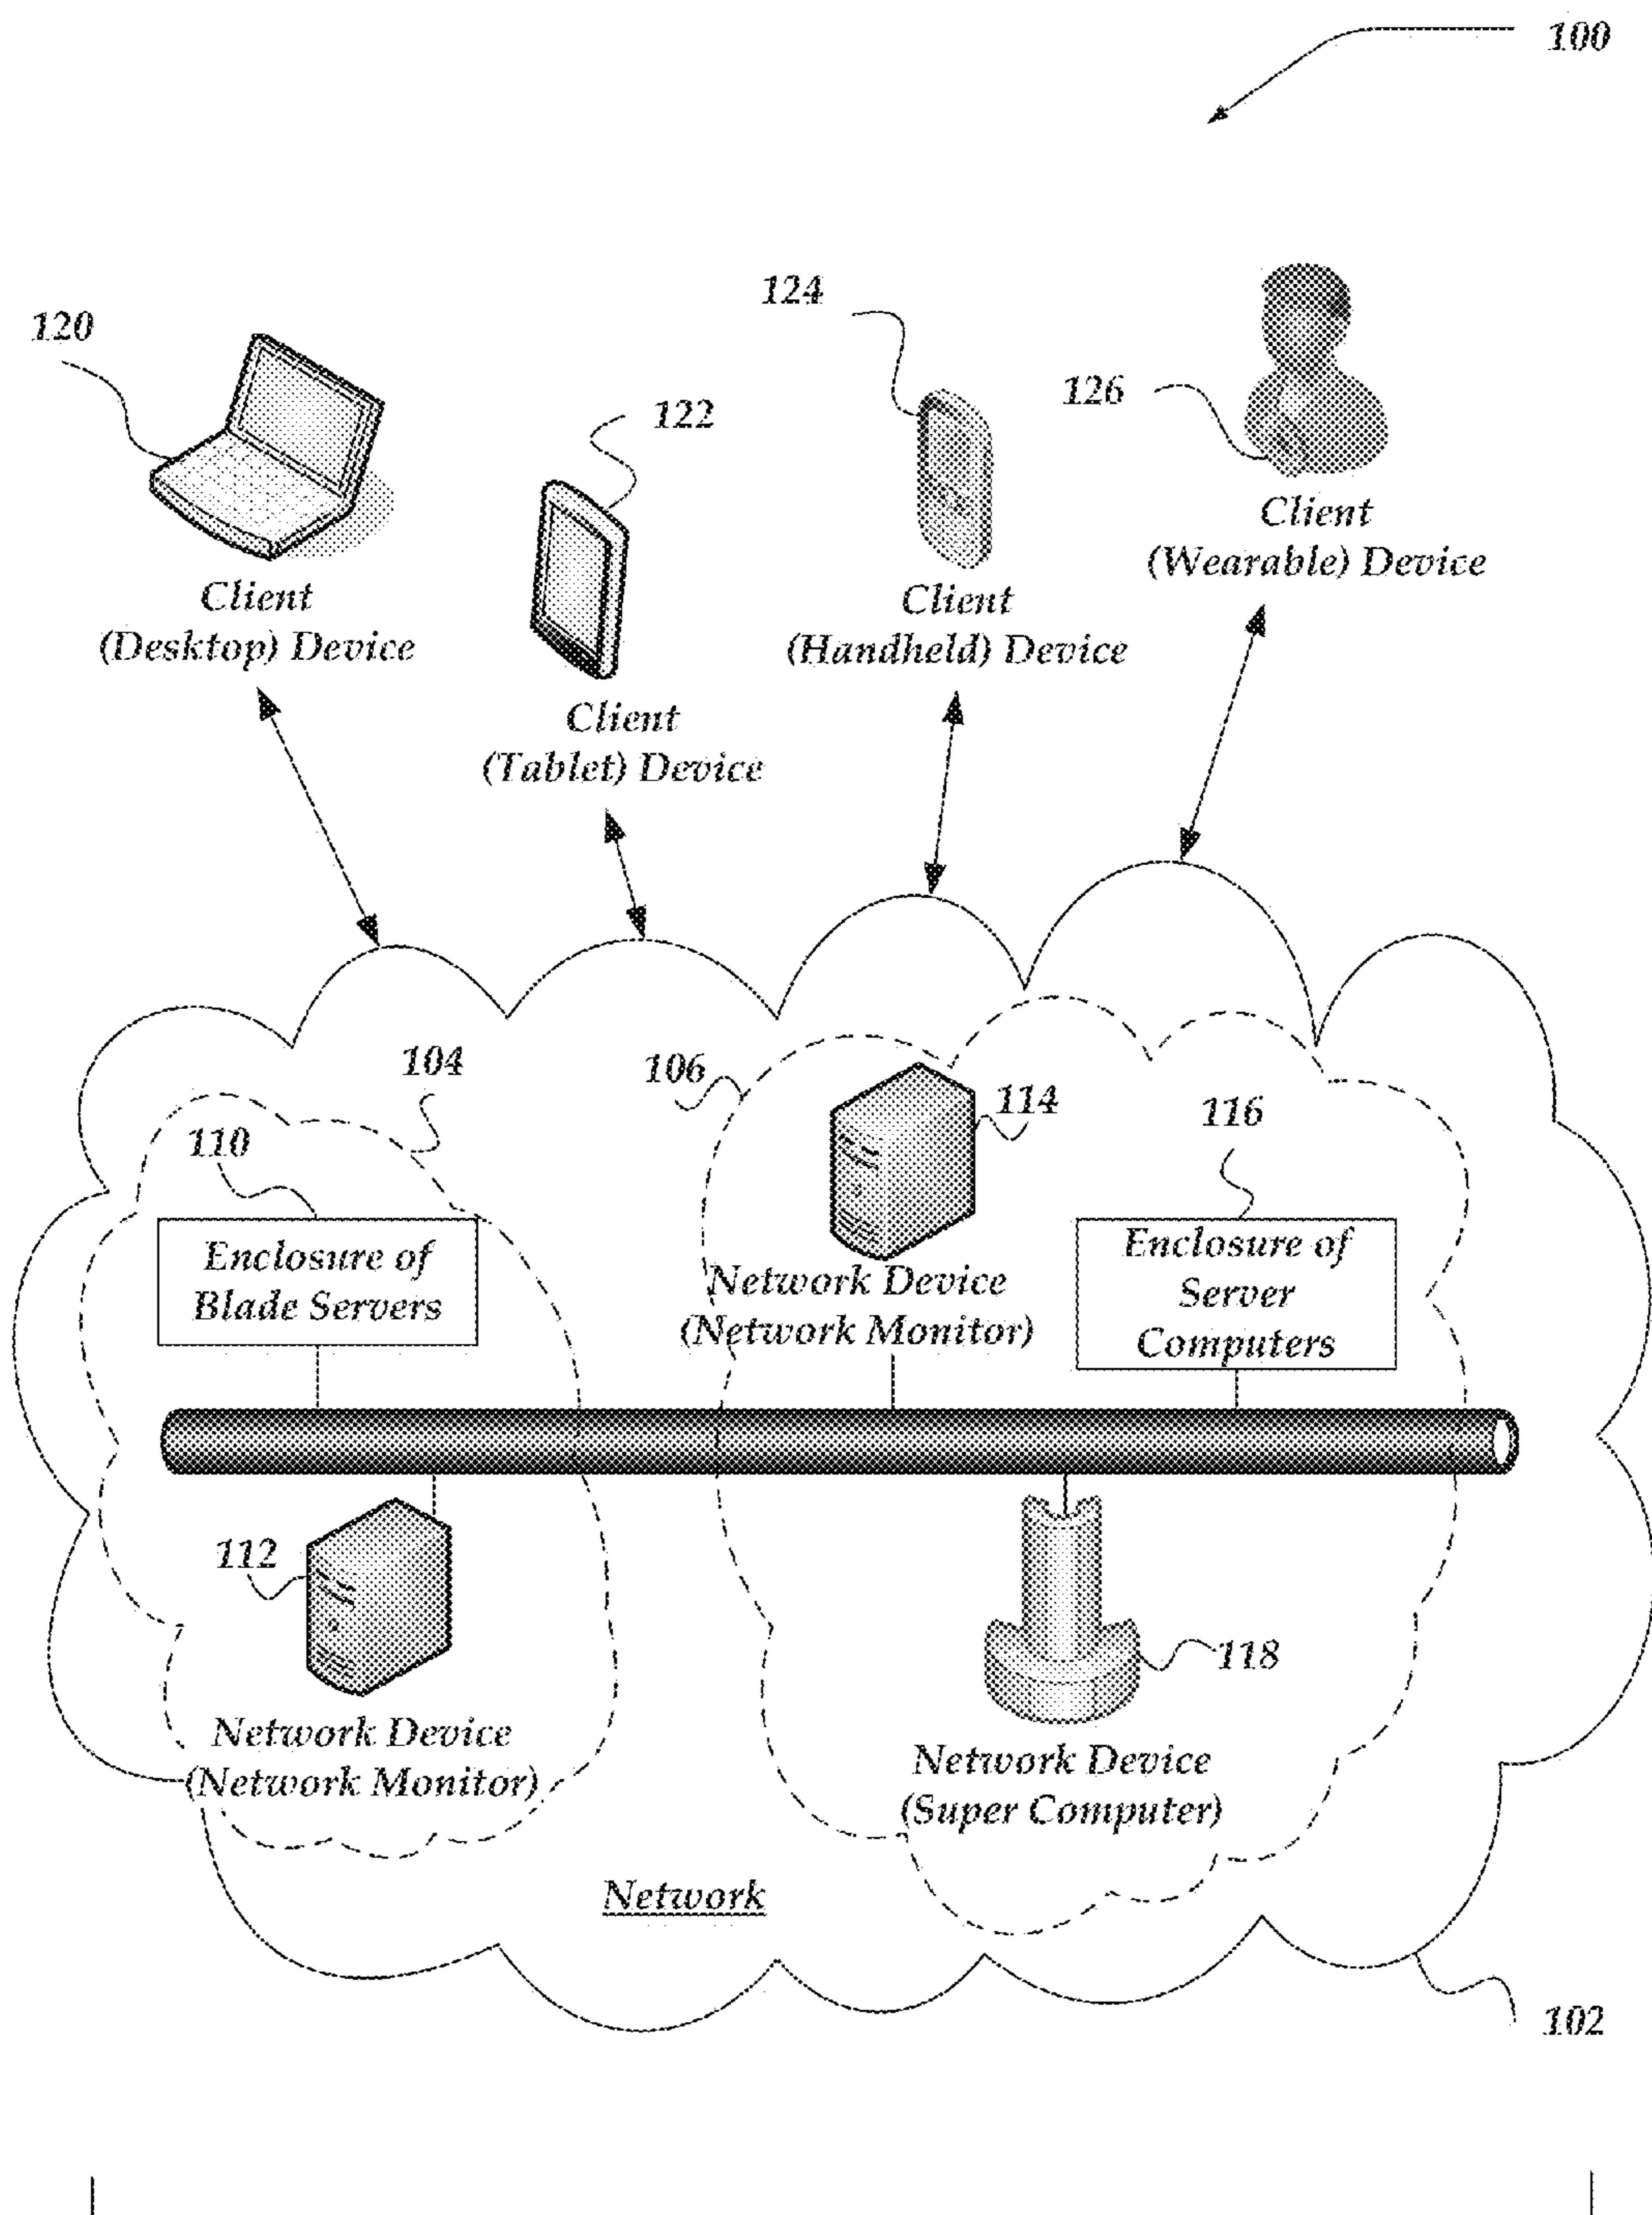 100
124
120
126
122
Client
(Wearable) Device
Client
(Desktop) Device
Client
(Handheld) Device
Client
(Tablet) Device
104
106
114
116
110
Enclosure of
Blade Servers
Enclosure of
Server
Computers
Network Device
(Network Monitor)
112
118
Network Device
(Network Monitor)
Network Device
(Super Computer)
Network
102